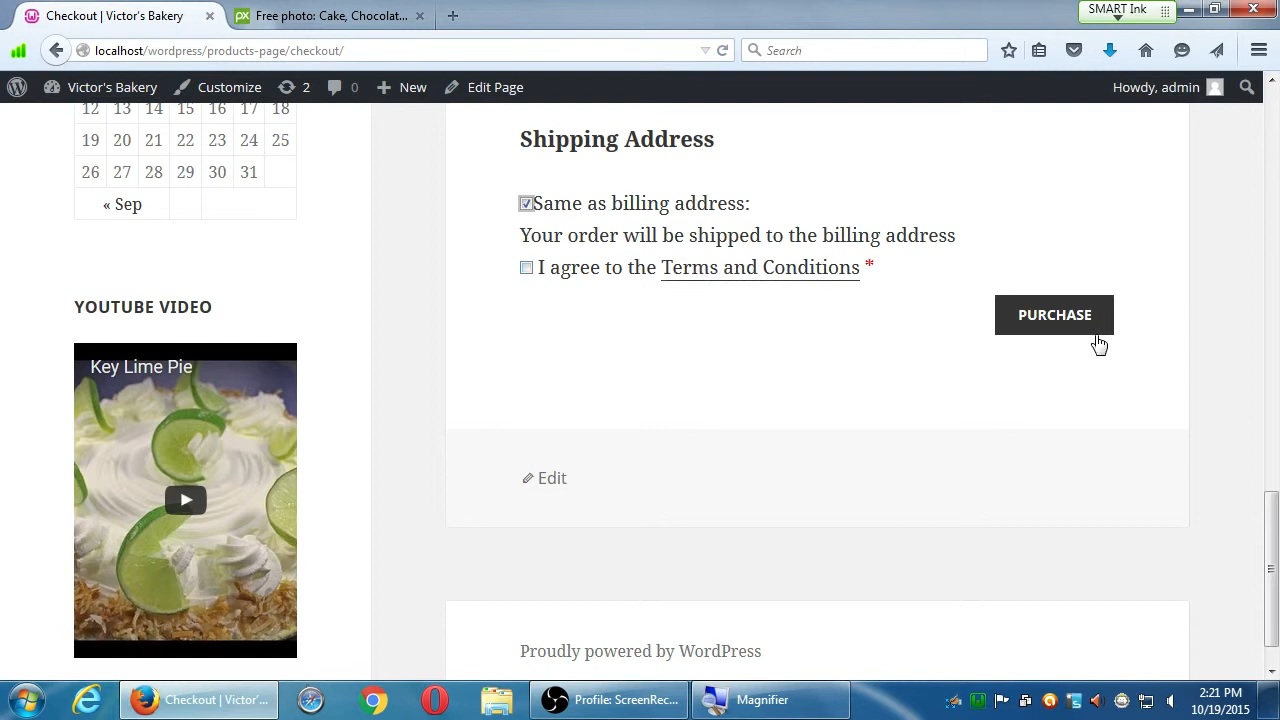 Checkout | Victor's Bakery
Free photo: Cake, Chocolat...
SMART Ink
localhost/wordpress/products-page/checkout/
Search
Victor's Bakery
Customize
2
0
New
Edit Page
Howdy, admin
12 13 14 15 16 17 18
19 20 21 22 23 24 25
26 27 28 29 30 31
« Sep
YOUTUBE VIDEO
Key Lime Pie
Shipping Address
Same as billing address:
Your order will be shipped to the billing address
I agree to the Terms and Conditions *
PURCHASE
Edit
Proudly powered by WordPress
Checkout | Victor'...
Profile: ScreenRec...
Magnifier
2:21 PM
10/19/2015